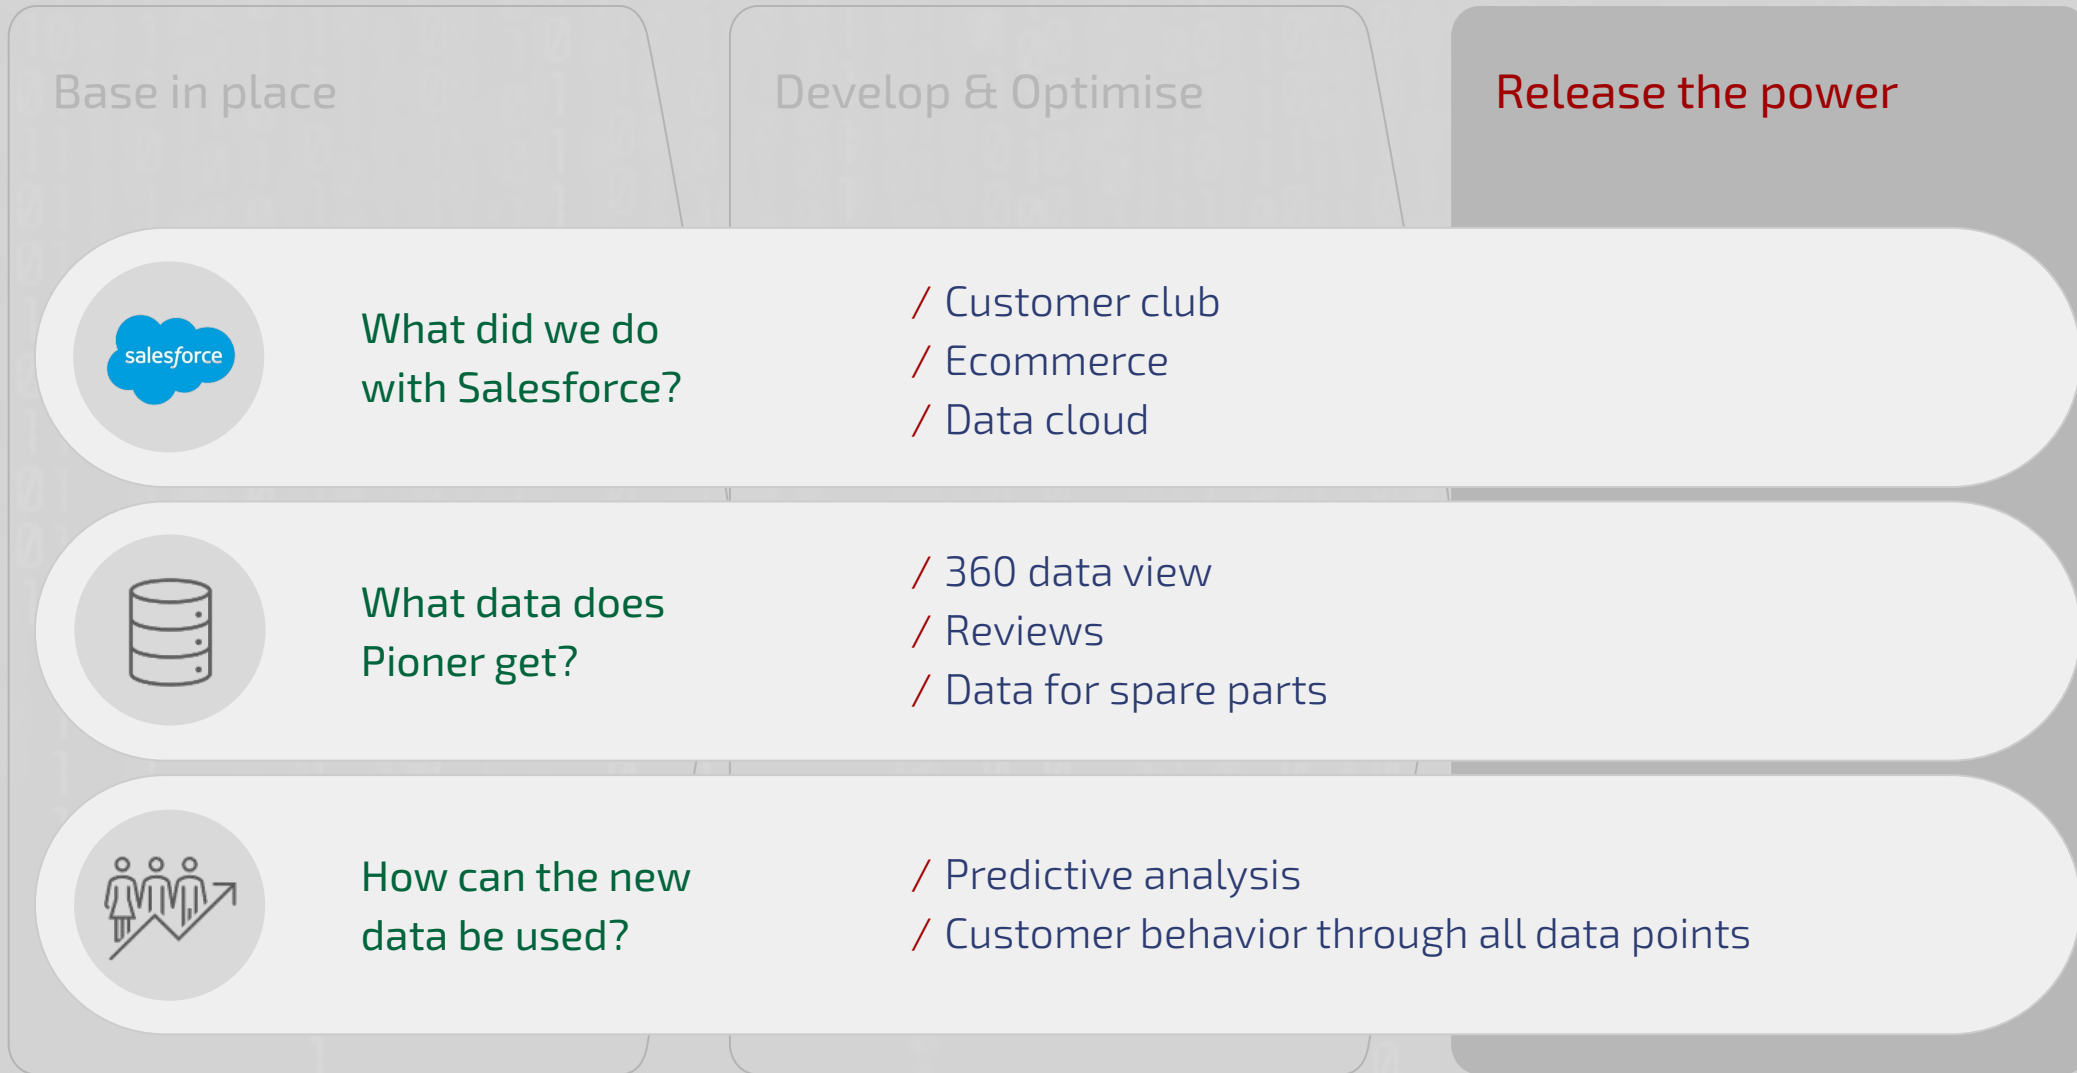 Base in place
Develop & Optimise
Release the power
salesforce
What did we do
with Salesforce?
/ Customer club
/ Ecommerce
/ Data cloud
What data does
Pioner get?
/ 360 data view
/ Reviews
/ Data for spare parts
How can the new
data be used?
/ Predictive analysis
/ Customer behavior through all data points